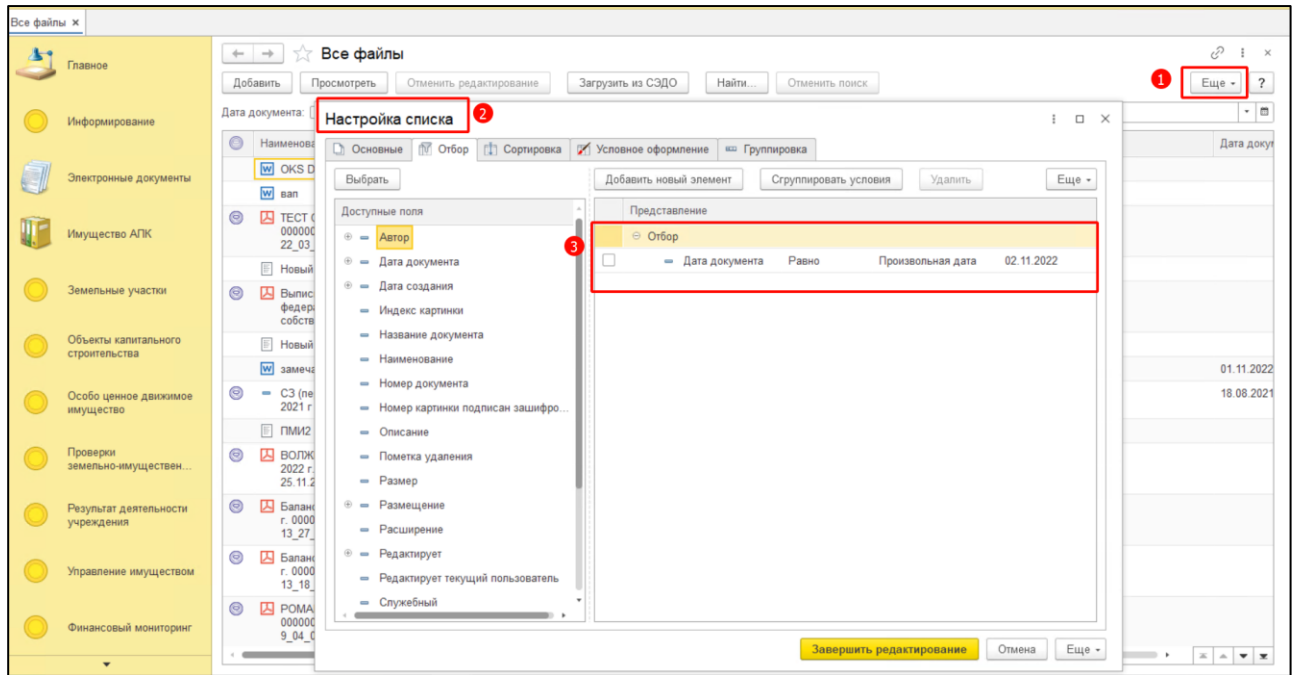 Все файлы ×
Главное
Информирование
Электронные документы
Имущество АПК
Земельные участки
Объекты капитального
строительства
Особо ценное движимое
имущество
Проверки
земельно-имуществен...
Результат деятельности
учреждения
Управление имуществом
Финансовый мониторинг
Все файлы
Добавить Просмотреть Отменить редактирование Загрузить из СЭДО Найти... Отменить поиск 1 Еще ?
Дата документа:
Наименова
Дата докум
OKS D
вап
ТЕСТ
000000
22_03_
Новый
Выпис
федера
собств
Новый
замеча
01.11.2022
СЗ (пе
18.08.2021
2021 г
ПМИ2
ВОЛЖ
2022 г.
25.11.2
Баланс
г. 0000
13_27_
Баланс
г. 0000
13_18_
РОМА
000000
9_04_0
Настройка списка 2
Основные Отбор Сортировка Условное оформление Группировка
Выбрать
Доступные поля
Автор
Дата документа
Дата создания
Индекс картинки
Название документа
Наименование
Номер документа
Номер картинки подписан зашифро...
Описание
Пометка удаления
Размер
Размещение
Расширение
Редактирует
Редактирует текущий пользователь
Служебный
Добавить новый элемент Сгруппировать условия Удалить Еще
Представление
3 Отбор
Дата документа Равно Произвольная дата 02.11.2022
Завершить редактирование Отмена Еще